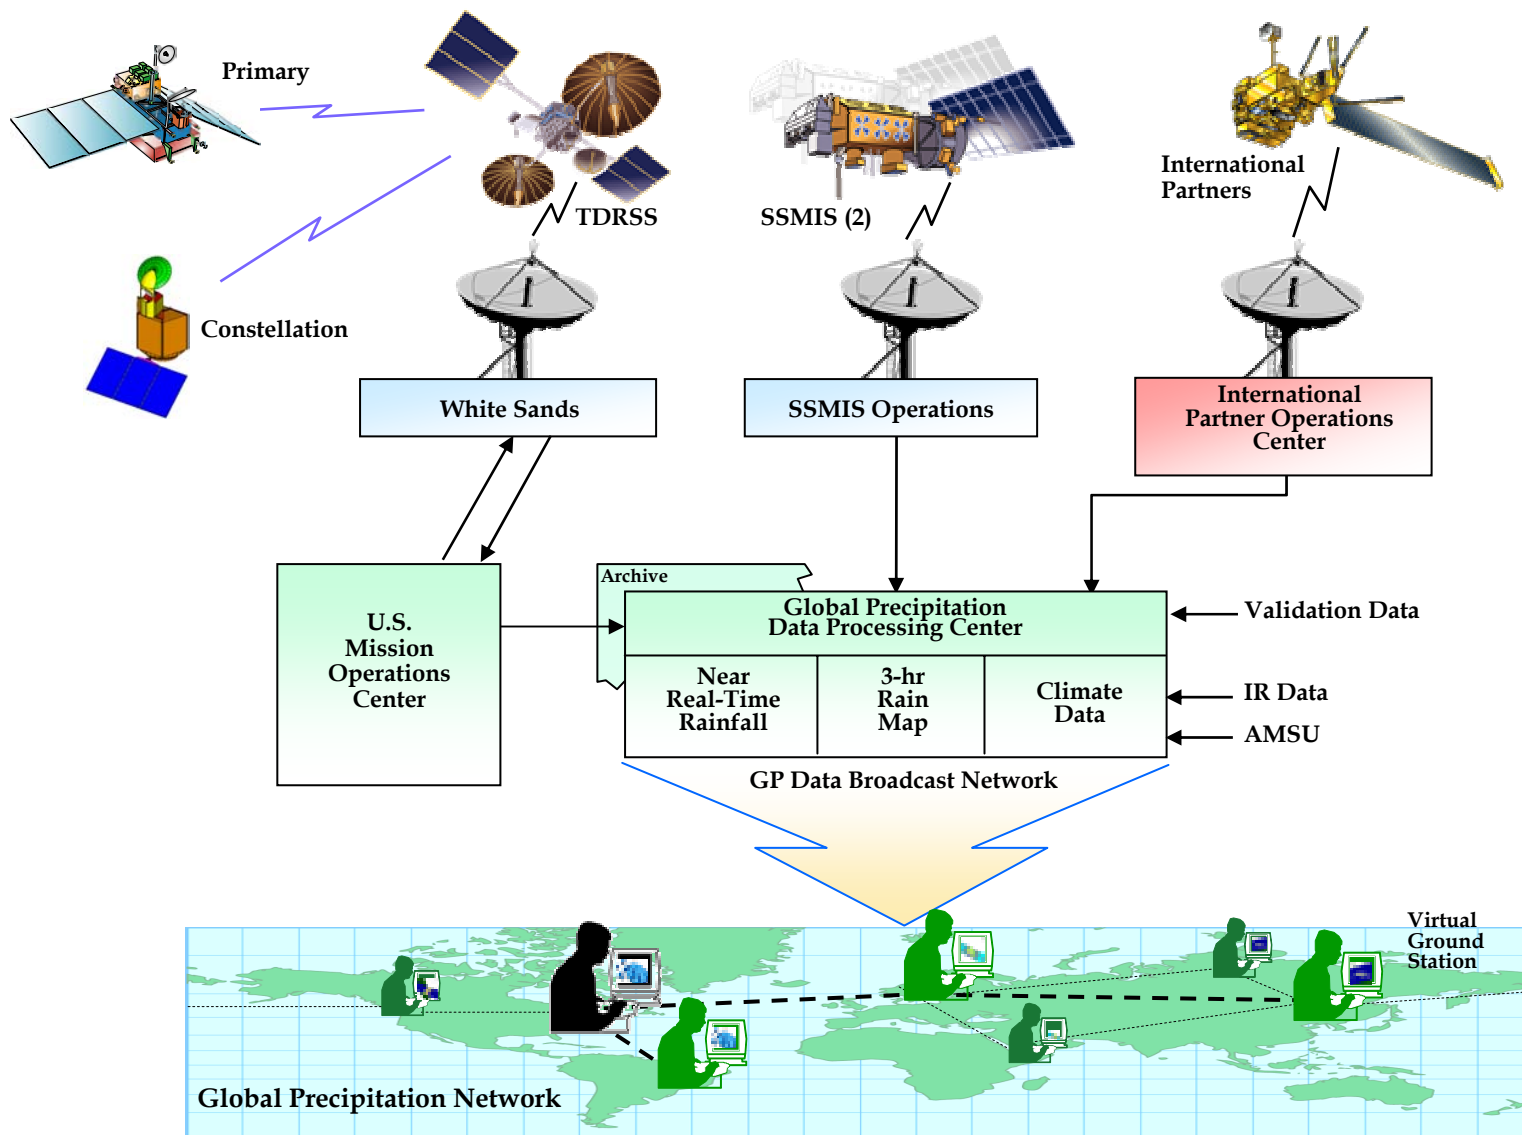 Primary
TDRSS
SSMIS (2)
International
Partners
Constellation
White Sands
SSMIS Operations
International
Partner Operations
Center
Archive
U.S.
Mission
Operations
Center
Global Precipitation
Data Processing Center
Near
Real-Time
Rainfall
3-hr
Rain
Map
Climate
Data
Validation Data
IR Data
AMSU
GP Data Broadcast Network
Virtual
Ground
Station
Global Precipitation Network